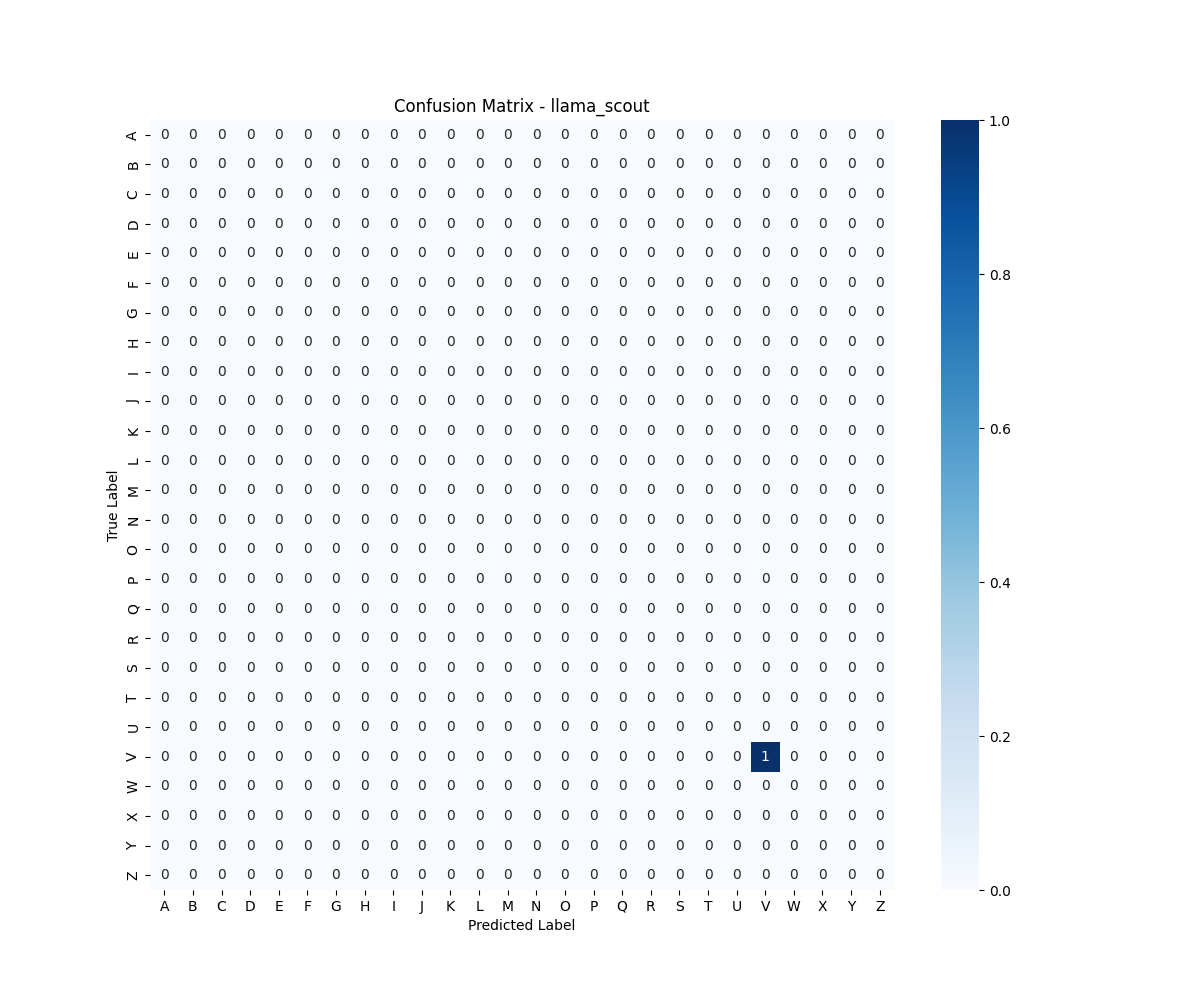 Confusion Matrix - llama_scout
A 0 0 0 0 0 0 0 0 0 0 0 0 0 0 0 0 0 0 0 0 0 0 0 0 0 0 1.0
B 0 0 0 0 0 0 0 0 0 0 0 0 0 0 0 0 0 0 0 0 0 0 0 0 0 0
C 0 0 0 0 0 0 0 0 0 0 0 0 0 0 0 0 0 0 0 0 0 0 0 0 0 0
D 0 0 0 0 0 0 0 0 0 0 0 0 0 0 0 0 0 0 0 0 0 0 0 0 0 0
E 0 0 0 0 0 0 0 0 0 0 0 0 0 0 0 0 0 0 0 0 0 0 0 0 0 0
F 0 0 0 0 0 0 0 0 0 0 0 0 0 0 0 0 0 0 0 0 0 0 0 0 0 0 0.8
G 0 0 0 0 0 0 0 0 0 0 0 0 0 0 0 0 0 0 0 0 0 0 0 0 0 0
H 0 0 0 0 0 0 0 0 0 0 0 0 0 0 0 0 0 0 0 0 0 0 0 0 0 0
I 0 0 0 0 0 0 0 0 0 0 0 0 0 0 0 0 0 0 0 0 0 0 0 0 0 0
J 0 0 0 0 0 0 0 0 0 0 0 0 0 0 0 0 0 0 0 0 0 0 0 0 0 0
K 0 0 0 0 0 0 0 0 0 0 0 0 0 0 0 0 0 0 0 0 0 0 0 0 0 0 0.6
L 0 0 0 0 0 0 0 0 0 0 0 0 0 0 0 0 0 0 0 0 0 0 0 0 0 0
M 0 0 0 0 0 0 0 0 0 0 0 0 0 0 0 0 0 0 0 0 0 0 0 0 0 0
True Label
N 0 0 0 0 0 0 0 0 0 0 0 0 0 0 0 0 0 0 0 0 0 0 0 0 0 0
O 0 0 0 0 0 0 0 0 0 0 0 0 0 0 0 0 0 0 0 0 0 0 0 0 0 0
P 0 0 0 0 0 0 0 0 0 0 0 0 0 0 0 0 0 0 0 0 0 0 0 0 0 0 0.4
Q 0 0 0 0 0 0 0 0 0 0 0 0 0 0 0 0 0 0 0 0 0 0 0 0 0 0
R 0 0 0 0 0 0 0 0 0 0 0 0 0 0 0 0 0 0 0 0 0 0 0 0 0 0
S 0 0 0 0 0 0 0 0 0 0 0 0 0 0 0 0 0 0 0 0 0 0 0 0 0 0
T 0 0 0 0 0 0 0 0 0 0 0 0 0 0 0 0 0 0 0 0 0 0 0 0 0 0
U 0 0 0 0 0 0 0 0 0 0 0 0 0 0 0 0 0 0 0 0 0 0 0 0 0 0 0.2
V 0 0 0 0 0 0 0 0 0 0 0 0 0 0 0 0 0 0 0 0 0 1 0 0 0 0
W 0 0 0 0 0 0 0 0 0 0 0 0 0 0 0 0 0 0 0 0 0 0 0 0 0 0
X 0 0 0 0 0 0 0 0 0 0 0 0 0 0 0 0 0 0 0 0 0 0 0 0 0 0
Y 0 0 0 0 0 0 0 0 0 0 0 0 0 0 0 0 0 0 0 0 0 0 0 0 0 0
Z 0 0 0 0 0 0 0 0 0 0 0 0 0 0 0 0 0 0 0 0 0 0 0 0 0 0 0.0
A B C D E F G H I J K L M N O P Q R S T U V W X Y Z
Predicted Label